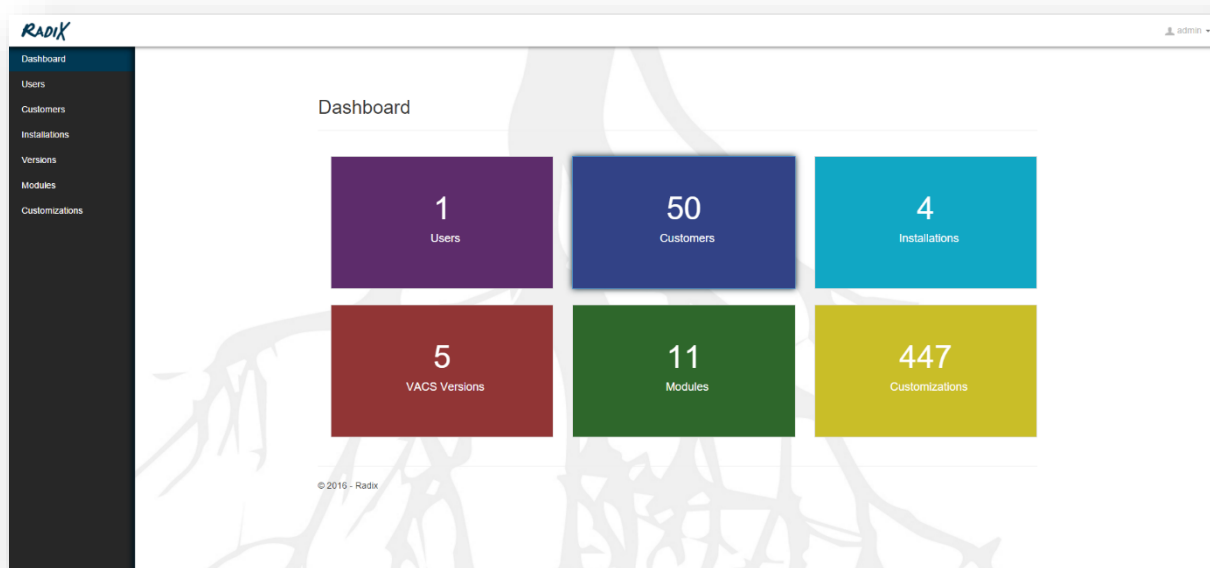 RADIX
admin
Dashboard
Users
Customers
Installations
Versions
Modules
Customizations
Dashboard
1
Users
50
Customers
4
Installations
5
VACS Versions
11
Modules
447
Customizations
© 2016 - Radix